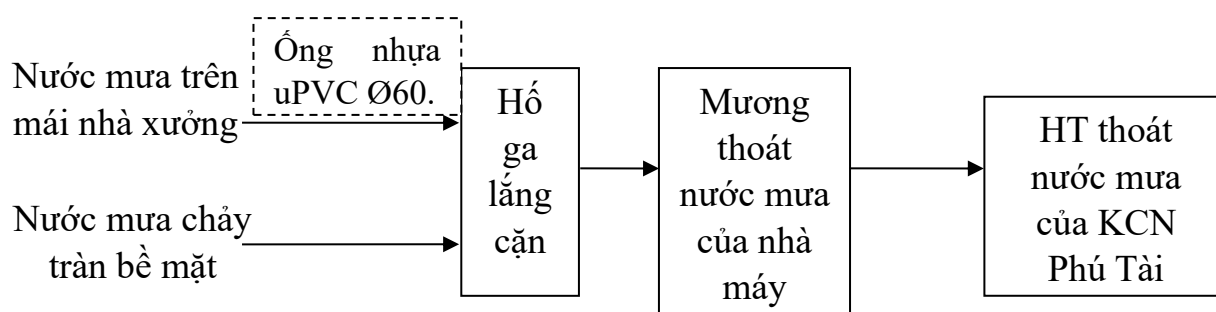 Nước mưa trên
mái nhà xưởng
Ống nhựa
uPVC Ø60.
Nước mưa chảy
tràn bề mặt
Hố
ga
lắng
cặn
Mương
thoát
nước mưa
của nhà
máy
HT thoát
nước mưa
của KCN
Phú Tài